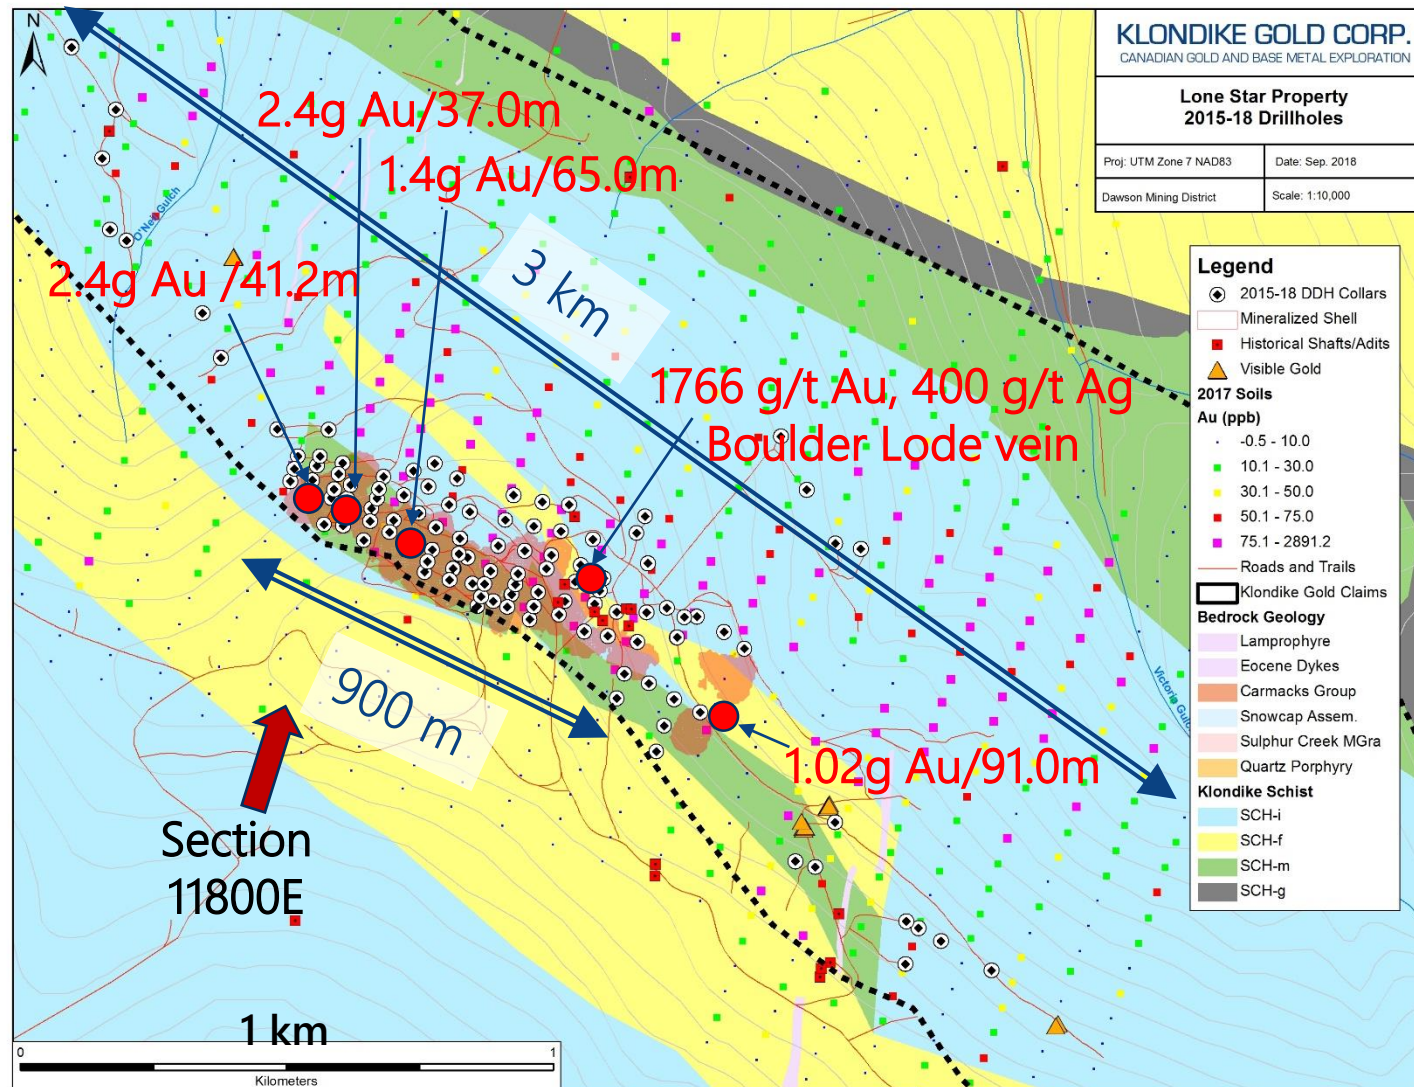 N
KLONDIKE GOLD CORP.
CANADIAN GOLD AND BASE METAL EXPLORATION
Lone Star Property
2015-18 Drillholes
Proj: UTM Zone 7 NAD83
Date: Sep. 2018
Dawson Mining District
Scale: 1:10,000
2.4g Au/37.0m
1.4g Au/65.0m
O'Neil Gulch
2.4g Au /41.2m
3 km
1766 g/t Au, 400 g/t Ag
Boulder Lode vein
900 m
1.02g Au/91.0m
Victoria Gulch
Section
11800E
Legend
2015-18 DDH Collars
Mineralized Shell
Historical Shafts/Adits
Visible Gold
2017 Soils
Au (ppb)
-0.5 - 10.0
10.1 - 30.0
30.1 - 50.0
50.1 - 75.0
75.1 - 2891.2
Roads and Trails
Klondike Gold Claims
Bedrock Geology
Lamprophyre
Eocene Dykes
Carmacks Group
Snowcap Assem.
Sulphur Creek MGra
Quartz Porphyry
Klondike Schist
SCH-i
SCH-f
SCH-m
SCH-g
1 km
0 1
Kilometers